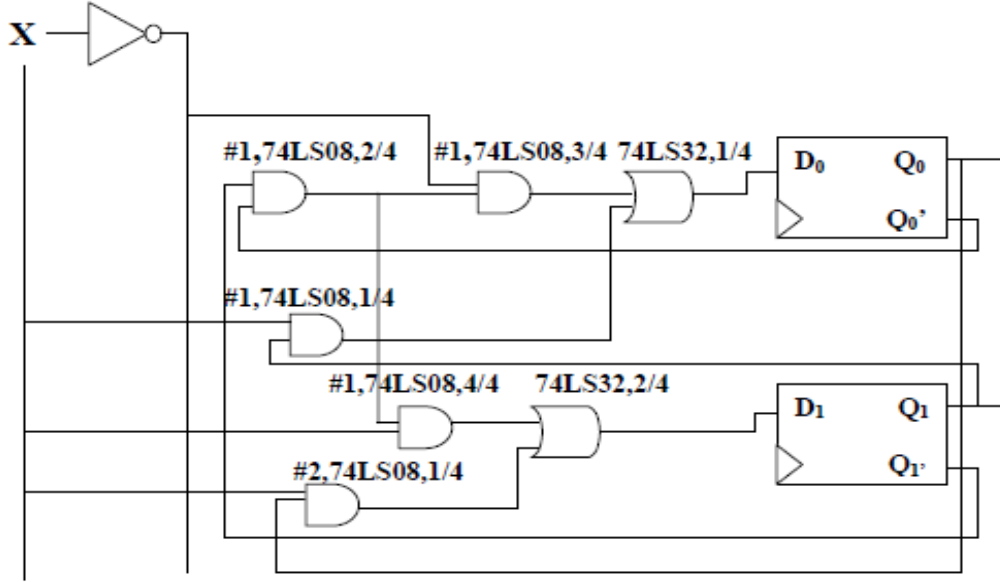 X
#1,74LS08,2/4
#1,74LS08,3/4
74LS32,1/4
D0
Q0
Q0’
#1,74LS08,1/4
#1,74LS08,4/4
74LS32,2/4
D1
Q1
Q1’
#2,74LS08,1/4